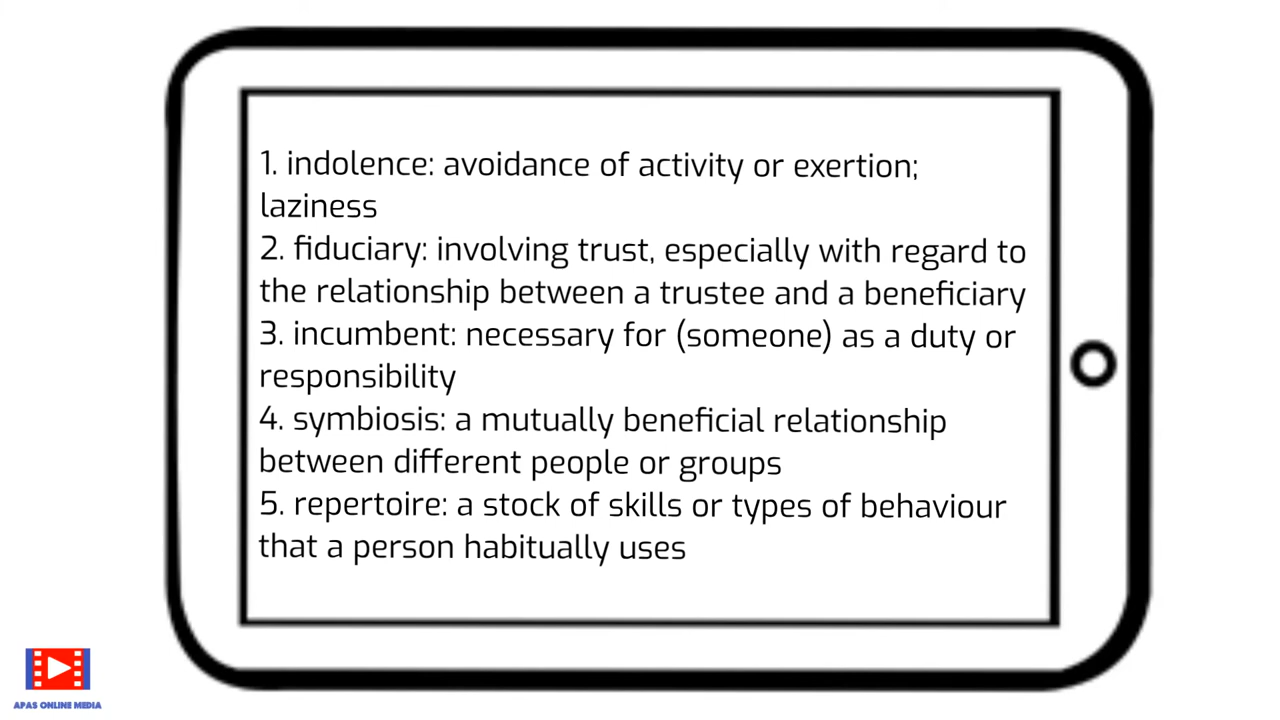 1. indolence: avoidance of activity or exertion;
laziness
2. fiduciary: involving trust, especially with regard to
the relationship between a trustee and a beneficiary
3. incumbent: necessary for (someone) as a duty or
responsibility
4. symbiosis: a mutually beneficial relationship
between different people or groups
5. repertoire: a stock of skills or types of behaviour
that a person habitually uses
APAS ONLINE MEDIA